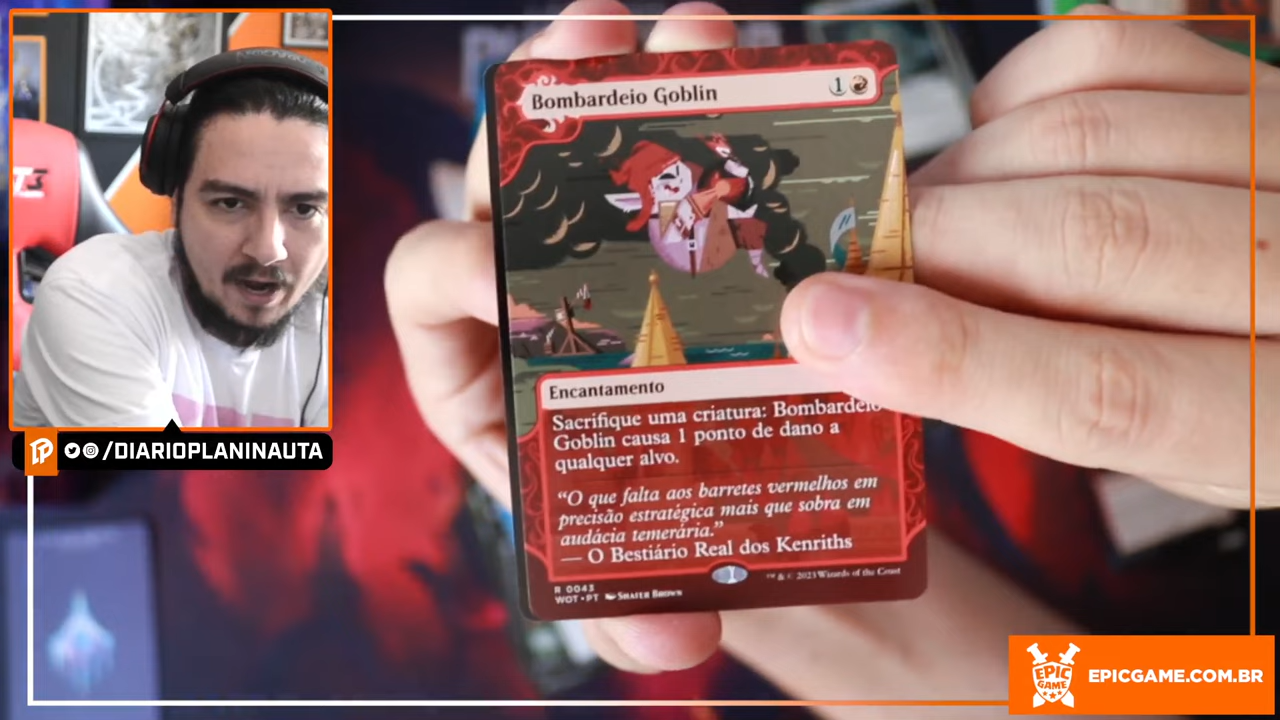 /DIARIOPLANINAUTA
Bombardeio Goblin 1
Encantamento
Sacrifique uma criatura: Bombardeio
Goblin causa 1 ponto de dano a
qualquer alvo.
“O que falta aos barretes vermelhos em
precisão estratégica mais que sobra em
audácia temerária.”
— O Bestiário Real dos Kenriths
R 0043
WOT • PT SHAFER BROWN
™ & © 2023 Wizards of the Coast
EPIC
GAME
EPICGAME.COM.BR